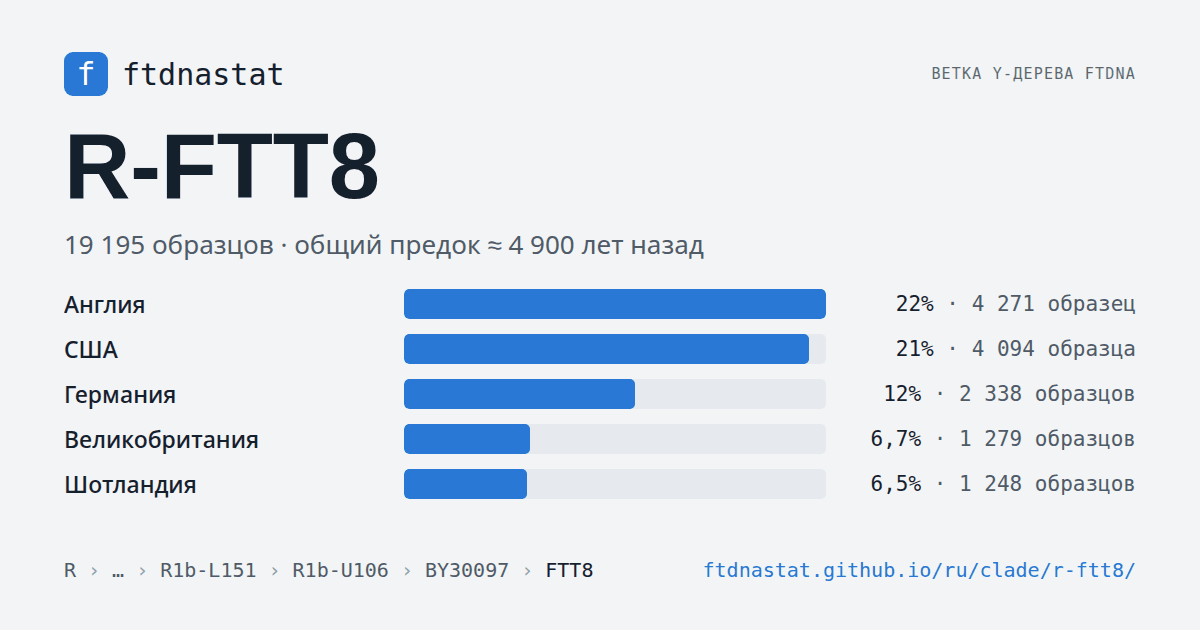 f ftdnastat
ВЕТКА Y-ДЕРЕВА FTDNA
R-FTT8
19 195 образцов · общий предок ≈ 4 900 лет назад
Англия 22% · 4 271 образец
США 21% · 4 094 образца
Германия 12% · 2 338 образцов
Великобритания 6,7% · 1 279 образцов
Шотландия 6,5% · 1 248 образцов
R › … › R1b-L151 › R1b-U106 › BY30097 › FTT8
ftdnastat.github.io/ru/clade/r-ftt8/